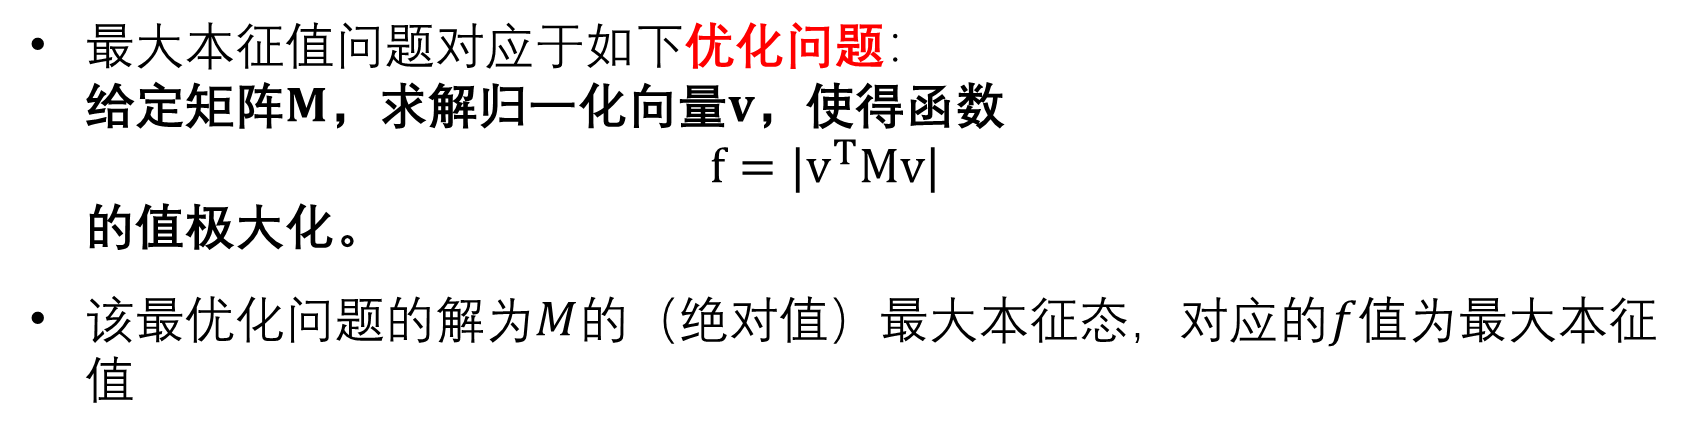 • 最大本征值问题对应于如下优化问题：
给定矩阵M，求解归一化向量v，使得函数
f = |vᵀMv|
的值极大化。
• 该最优化问题的解为M的（绝对值）最大本征态，对应的f值为最大本征
值